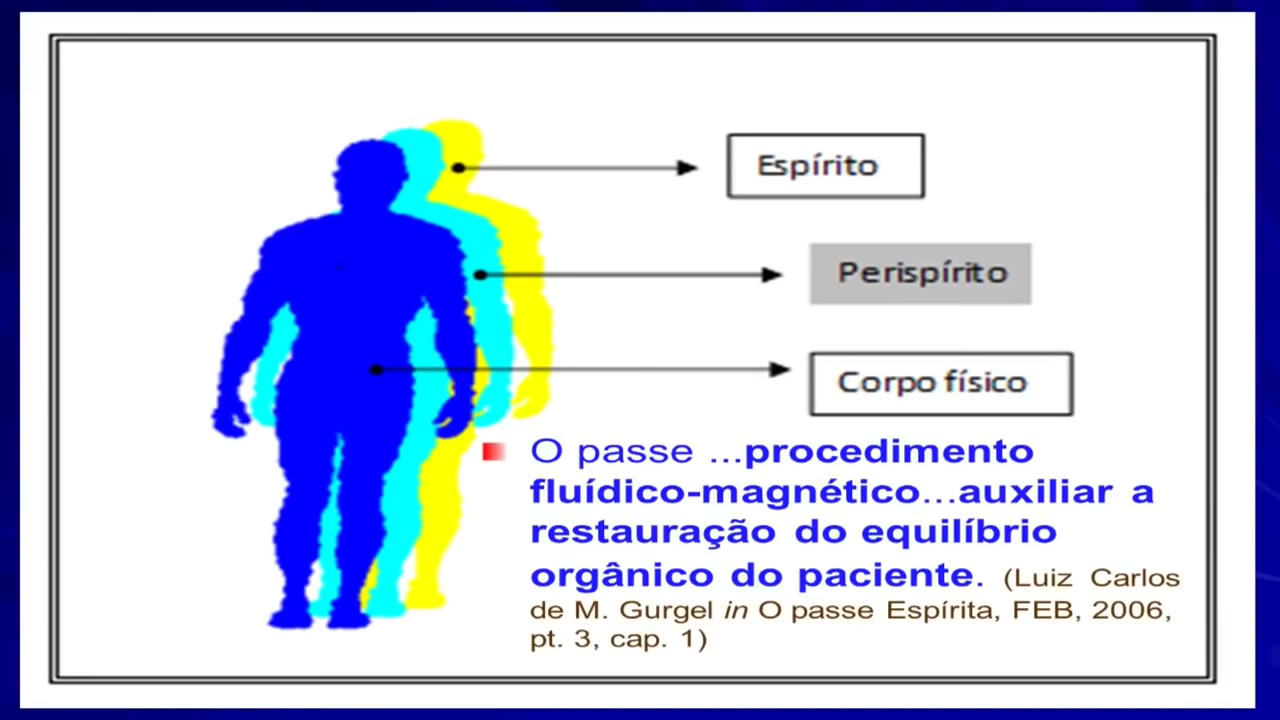 Espírito
Perispírito
Corpo físico
O passe ...procedimento
fluídico-magnético...auxiliar a
restauração do equilíbrio
orgânico do paciente. (Luiz Carlos
de M. Gurgel in O passe Espírita, FEB, 2006,
pt. 3, cap. 1)